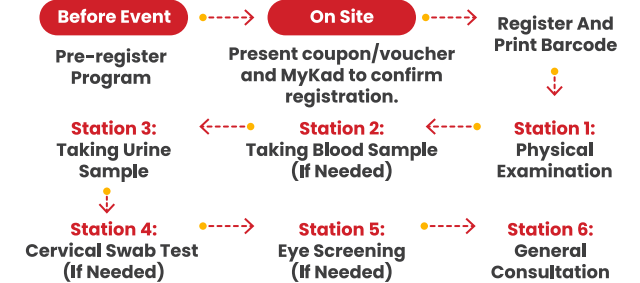 Before Event
Pre-register
Program
On Site
Present coupon/voucher
and MyKad to confirm
registration.
Register And
Print Barcode
Station 1:
Physical
Examination
Station 2:
Taking Blood Sample
(If Needed)
Station 3:
Taking Urine
Sample
Station 4:
Cervical Swab Test
(If Needed)
Station 5:
Eye Screening
(If Needed)
Station 6:
General
Consultation